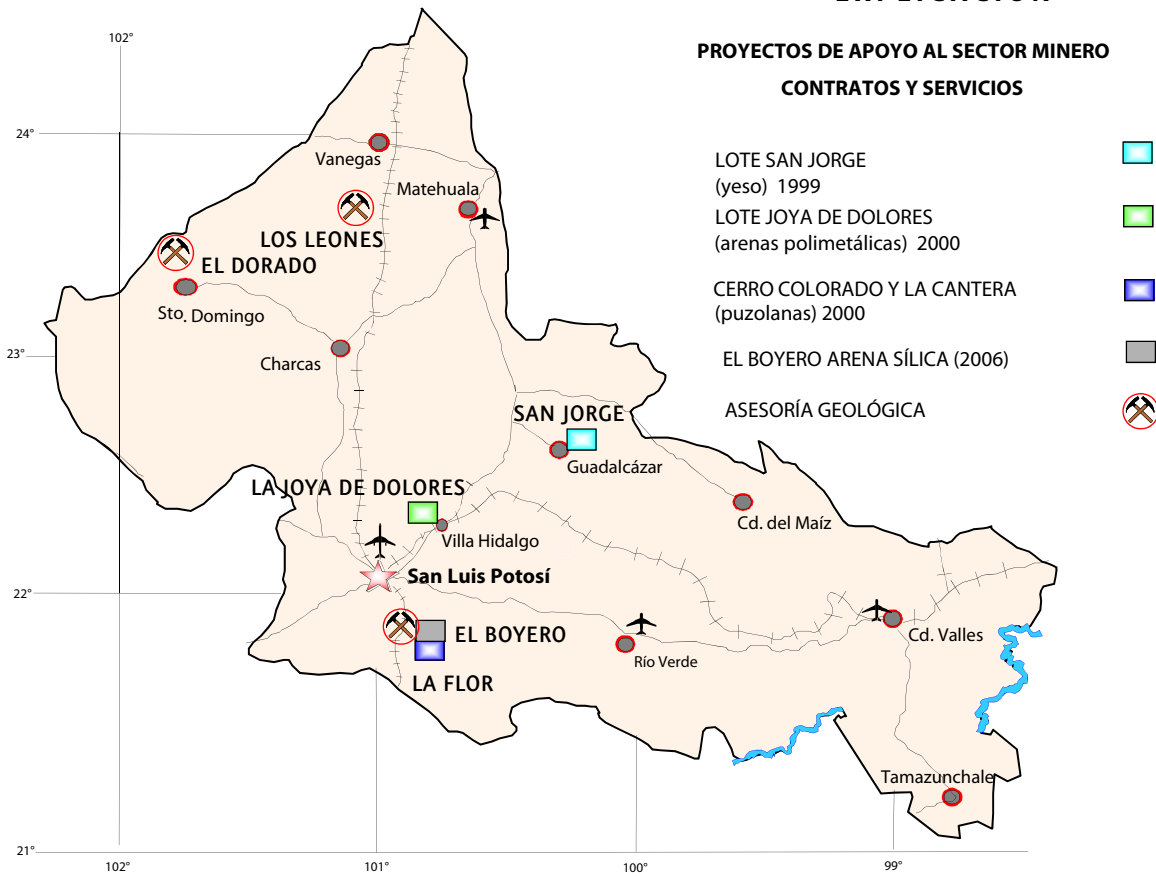 PROYECTOS DE APOYO AL SECTOR MINERO
CONTRATOS Y SERVICIOS
LOTE SAN JORGE
(yeso) 1999
LOTE JOYA DE DOLORES
(arenas polimetálicas) 2000
CERRO COLORADO Y LA CANTERA
(puzolanas) 2000
EL BOYERO ARENA SÍLICA (2006)
ASESORÍA GEOLÓGICA
102°
24°
Vanegas
Matehuala
LOS LEONES
EL DORADO
Sto. Domingo
23°
Charcas
SAN JORGE
Guadalcázar
LA JOYA DE DOLORES
Cd. del Maíz
Villa Hidalgo
San Luis Potosí
22°
EL BOYERO
Cd. Valles
Río Verde
LA FLOR
Tamazunchale
21°
102°
101°
100°
99°